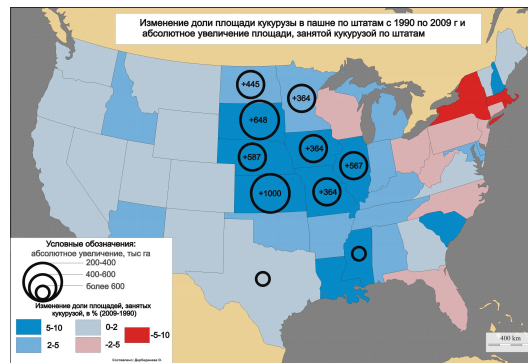 Изменение доли площади кукурузы в пашне по штатам с 1990 по 2009 г и
абсолютное увеличение площади, занятой кукурузой по штатам
+445
+364
+648
+587
+364
+567
+1000
+364
Условные обозначения:
абсолютное увеличение, тыс га
200-400
400-600
более 600
Изменение доли площадей, занятых
кукурузой, в % (2009-1990)
5-10
0-2
-5-10
2-5
-2-5
400 km
Составлено: